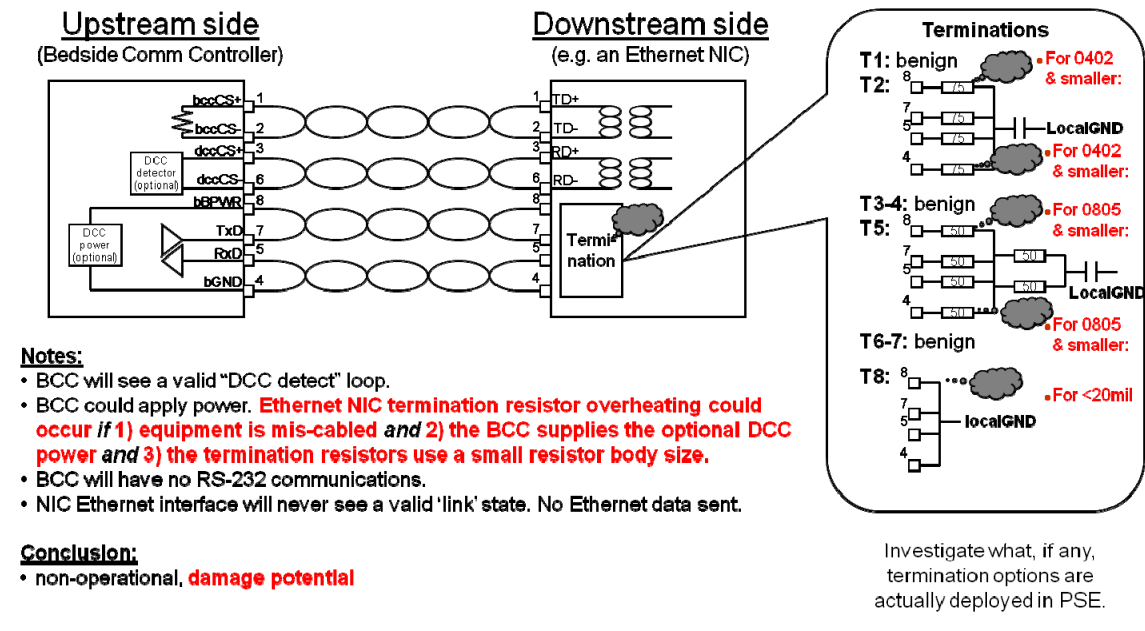 Upstream side
(Bedside Comm Controller)
Downstream side
(e.g. an Ethernet NIC)
bccCS+
1
bccCS-
2
dccCS+
3
DCC
detector
(optional)
dccCS-
6
bBPWR
8
TxD
7
DCC
power
(optional)
RxD
5
bGND
4
1
TD+
2
TD-
3
RD+
6
RD-
8
7
5
4
Termi-
nation
Terminations
T1: benign
For 0402
& smaller:
T2:
8
75
7
75
5
75
LocalGND
4
75
For 0402
& smaller:
T3-4: benign
For 0805
& smaller:
T5:
8
50
7
50
50
5
50
50
LocalGND
4
50
For 0805
& smaller:
T6-7: benign
T8:
8
For <20mil
7
5
localGND
4
Notes:
• BCC will see a valid “DCC detect” loop.
• BCC could apply power. Ethernet NIC termination resistor overheating could
occur if 1) equipment is mis-cabled and 2) the BCC supplies the optional DCC
power and 3) the termination resistors use a small resistor body size.
• BCC will have no RS-232 communications.
• NIC Ethernet interface will never see a valid ‘link’ state. No Ethernet data sent.
Conclusion:
• non-operational, damage potential
Investigate what, if any,
termination options are
actually deployed in PSE.